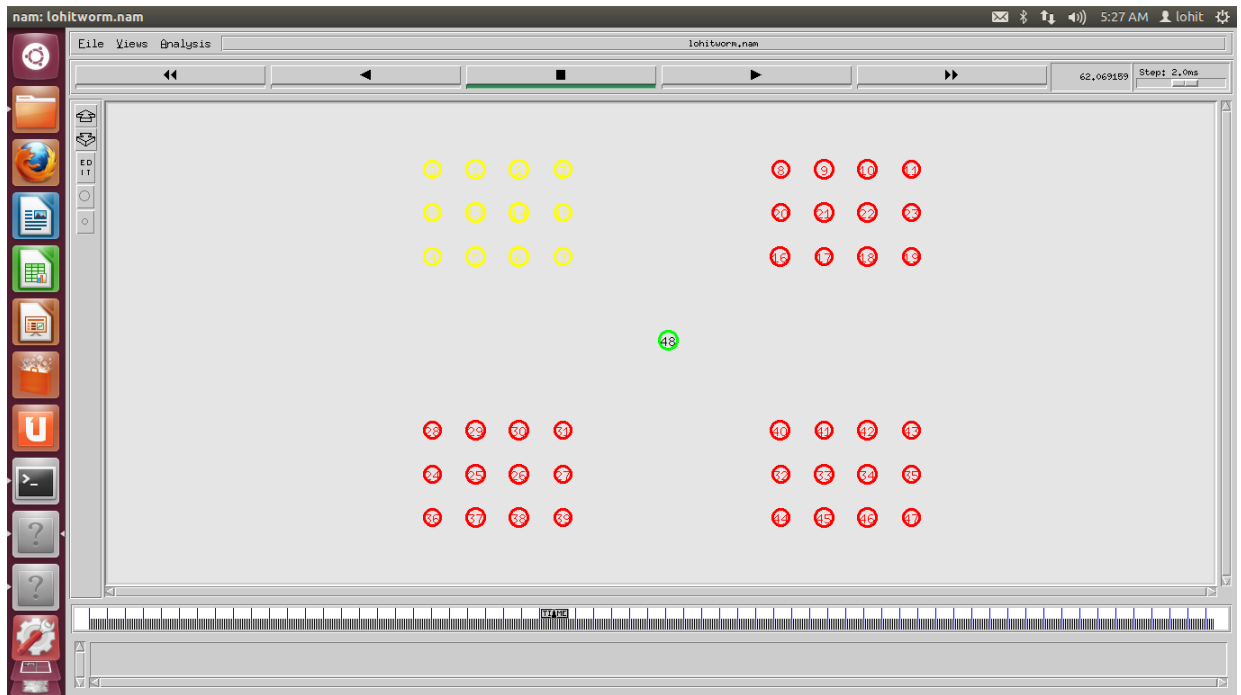 nam: lohitworm.nam
5:27 AM lohit
File Views Analysis lohitworm.nam
62.069159 Step: 2.0ms
ED
IT
8 9 10 11
20 21 22 23
16 17 18 19
48
28 29 30 31 40 41 42 43
24 25 26 27 32 33 34 35
36 37 38 39 44 45 46 47
TIME